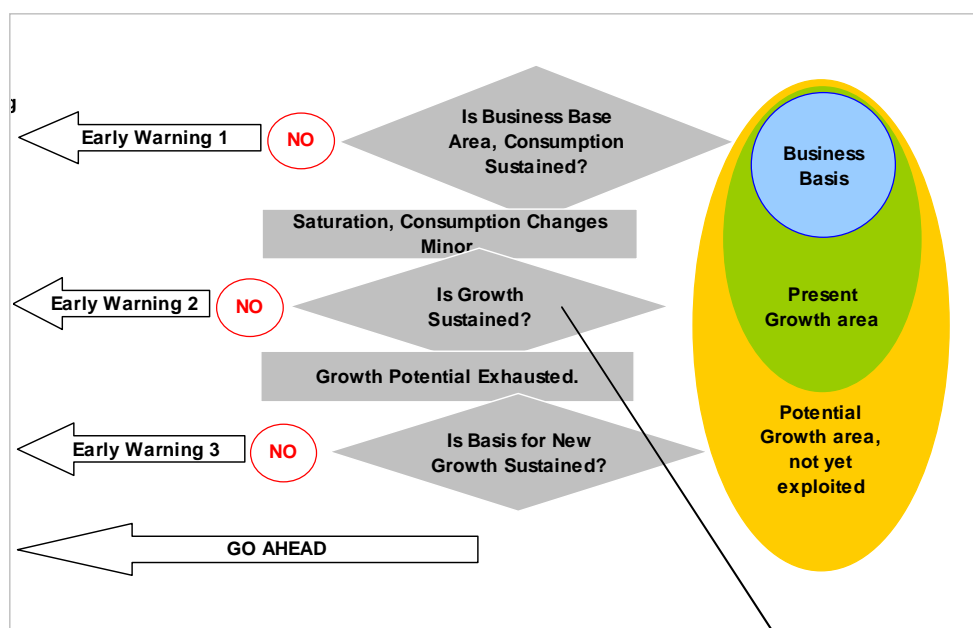 Is Business Base
Area, Consumption
Sustained?
NO
Early Warning 1
Business
Basis
Saturation, Consumption Changes
Minor
Is Growth
Sustained?
NO
Early Warning 2
Present
Growth area
Growth Potential Exhausted.
Is Basis for New
Growth Sustained?
NO
Early Warning 3
Potential
Growth area,
not yet
exploited
GO AHEAD